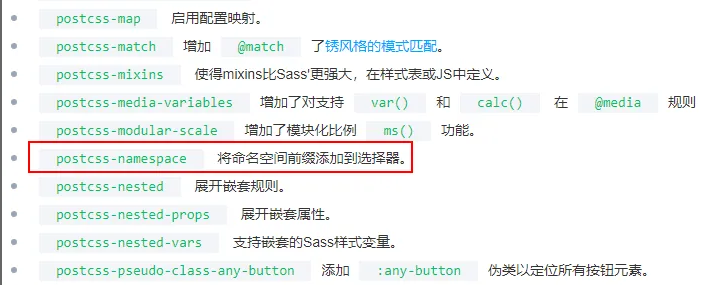 postcss-map 启用配置映射。
postcss-match 增加 @match 了锈风格的模式匹配。
postcss-mixins 使得mixins比Sass'更强大，在样式表或JS中定义。
postcss-media-variables 增加了对支持 var() 和 calc() 在 @media 规则
postcss-modular-scale 增加了模块化比例 ms() 功能。
postcss-namespace 将命名空间前缀添加到选择器。
postcss-nested 展开嵌套规则。
postcss-nested-props 展开嵌套属性。
postcss-nested-vars 支持嵌套的Sass样式变量。
postcss-pseudo-class-any-button 添加 :any-button 伪类以定位所有按钮元素。